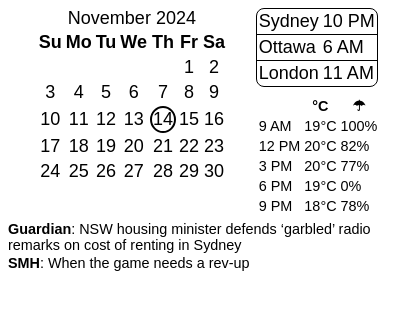 November 2024
Su Mo Tu We Th Fr Sa
1 2
3 4 5 6 7 8 9
10 11 12 13 14 15 16
17 18 19 20 21 22 23
24 25 26 27 28 29 30
Sydney 10 PM
Ottawa 6 AM
London 11 AM
°C ☂
9 AM 19°C 100%
12 PM 20°C 82%
3 PM 20°C 77%
6 PM 19°C 0%
9 PM 18°C 78%
Guardian: NSW housing minister defends ‘garbled’ radio
remarks on cost of renting in Sydney
SMH: When the game needs a rev-up